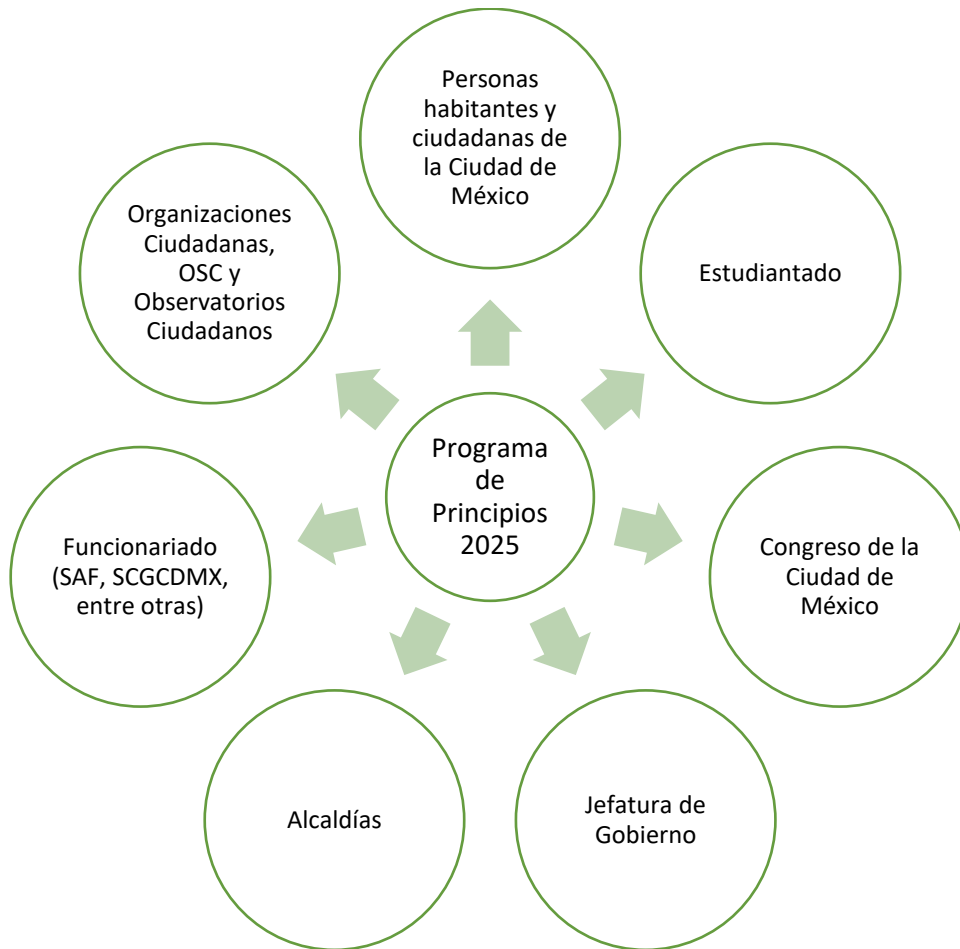 Personas
habitantes y
ciudadanas de
la Ciudad de
México
Organizaciones
Ciudadanas,
OSC y
Observatorios
Ciudadanos
Estudiantado
Programa
de
Principios
2025
Funcionariado
(SAF, SCGCDMX,
entre otras)
Congreso de la
Ciudad de
México
Alcaldías
Jefatura de
Gobierno